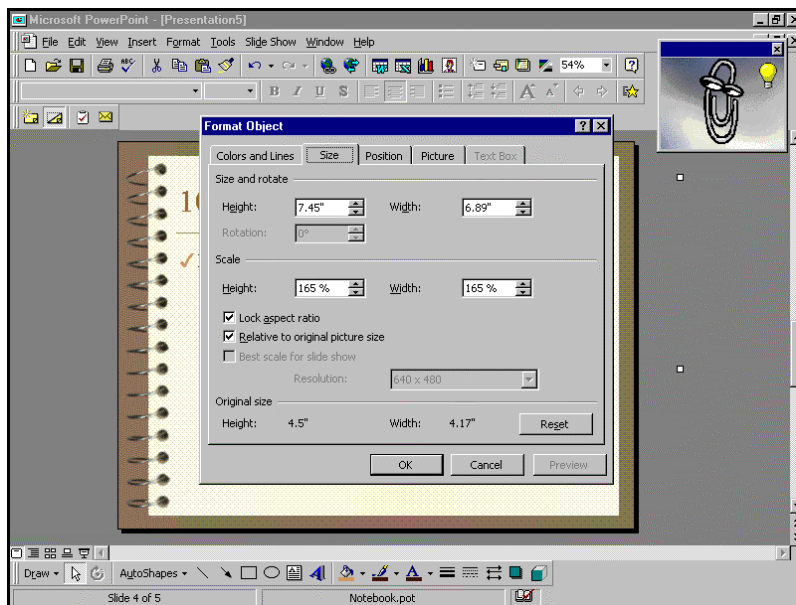 Microsoft PowerPoint - [Presentation5]
File Edit View Insert Format Tools Slide Show Window Help
ABC
54%
B I U S
A A
Format Object
Colors and Lines Size Position Picture Text Box
Size and rotate
Height: 7.45" Width: 6.89"
Rotation: 0°
Scale
Height: 165 % Width: 165 %
Lock aspect ratio
Relative to original picture size
Best scale for slide show
Resolution: 640 x 480
Original size
Height: 4.5" Width: 4.17" Reset
OK Cancel Preview
Draw AutoShapes
Slide 4 of 5 Notebook.pot